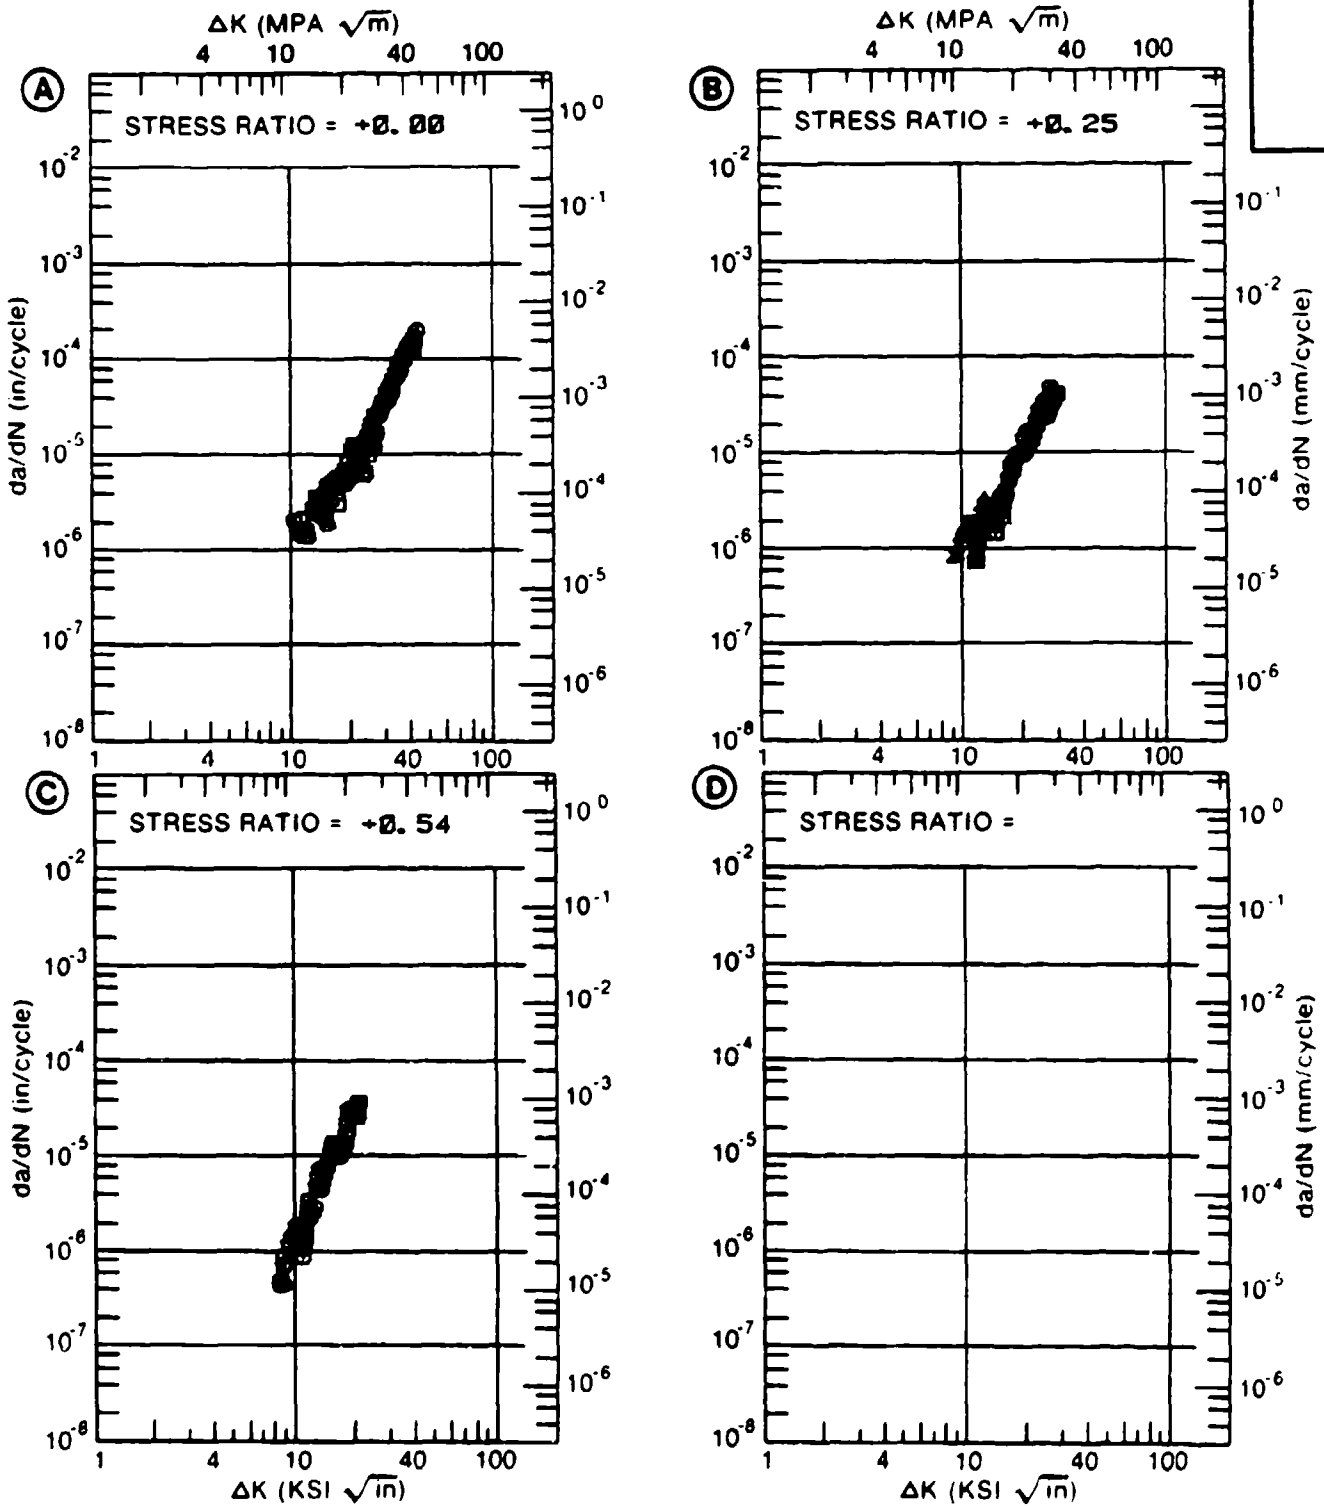 ΔK (MPA √m) ΔK (MPA √m)
4 10 40 100 4 10 40 100
A B
STRESS RATIO = +0.00 STRESS RATIO = +0.25
10^0
10^-2 10^-2
10^-1 10^-1
10^-3 10^-3
10^-2 10^-2
10^-4 10^-4
10^-3 10^-3
10^-5 10^-5
10^-4 10^-4
10^-6 10^-6
10^-5 10^-5
10^-7 10^-7
10^-6 10^-6
10^-8 10^-8
da/dN (in/cycle) da/dN (mm/cycle)
1 4 10 40 100 1 4 10 40 100
C D
STRESS RATIO = +0.54 STRESS RATIO =
10^0 10^0
10^-2 10^-2
10^-1 10^-1
10^-3 10^-3
10^-2 10^-2
10^-4 10^-4
10^-3 10^-3
10^-5 10^-5
10^-4 10^-4
10^-6 10^-6
10^-5 10^-5
10^-7 10^-7
10^-6 10^-6
10^-8 10^-8
da/dN (in/cycle) da/dN (mm/cycle)
1 4 10 40 100 1 4 10 40 100
ΔK (KSI √in) ΔK (KSI √in)